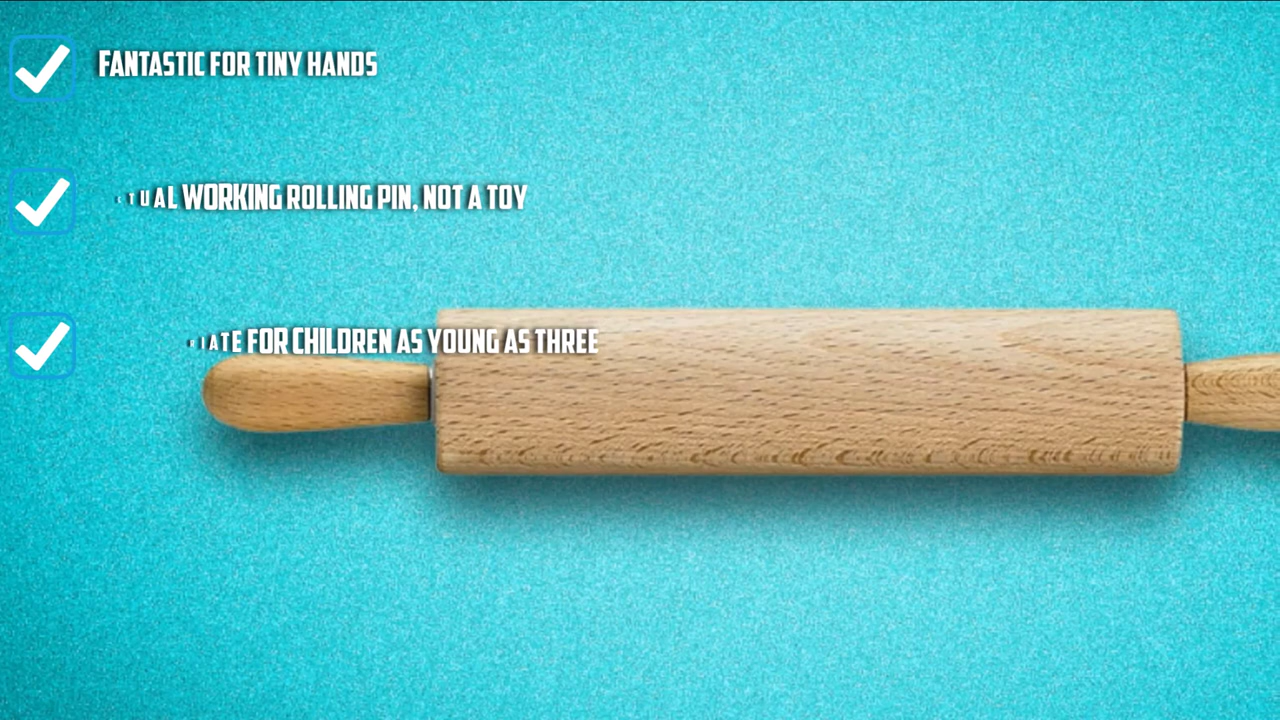 FANTASTIC FOR TINY HANDS
WORKING ROLLING PIN, NOT A TOY
FOR CHILDREN AS YOUNG AS THREE